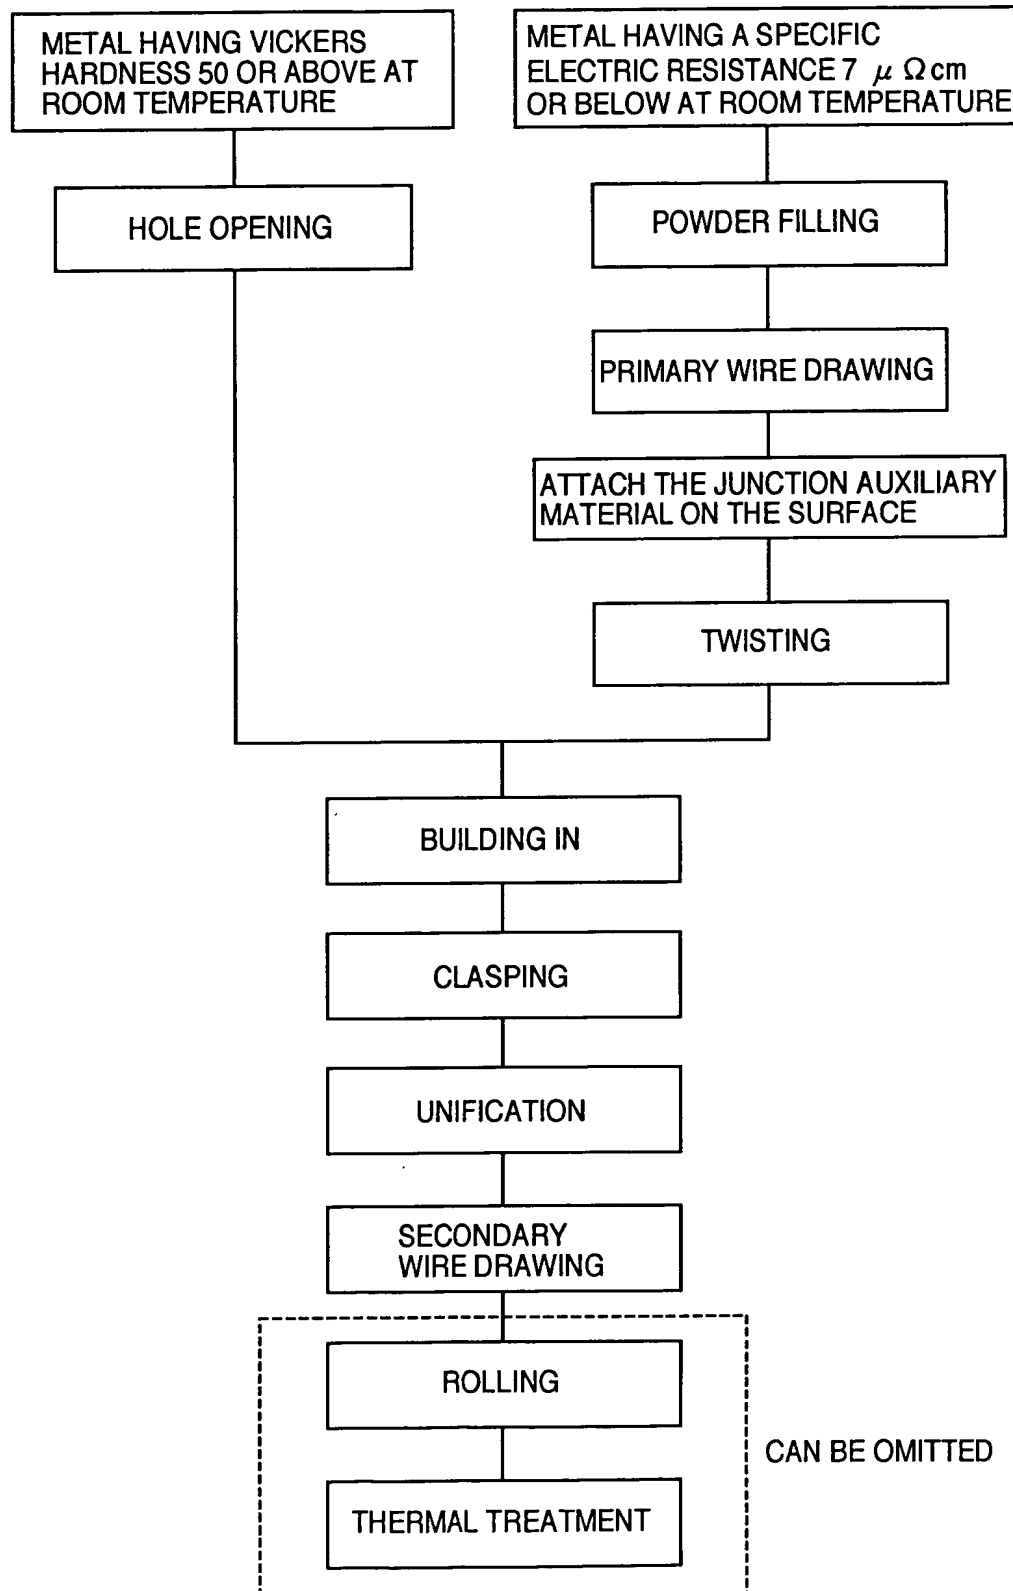 METAL HAVING VICKERS
HARDNESS 50 OR ABOVE AT
ROOM TEMPERATURE
METAL HAVING A SPECIFIC
ELECTRIC RESISTANCE 7 μ Ωcm
OR BELOW AT ROOM TEMPERATURE
HOLE OPENING
POWDER FILLING
PRIMARY WIRE DRAWING
ATTACH THE JUNCTION AUXILIARY
MATERIAL ON THE SURFACE
TWISTING
BUILDING IN
CLASPING
UNIFICATION
SECONDARY
WIRE DRAWING
ROLLING
CAN BE OMITTED
THERMAL TREATMENT